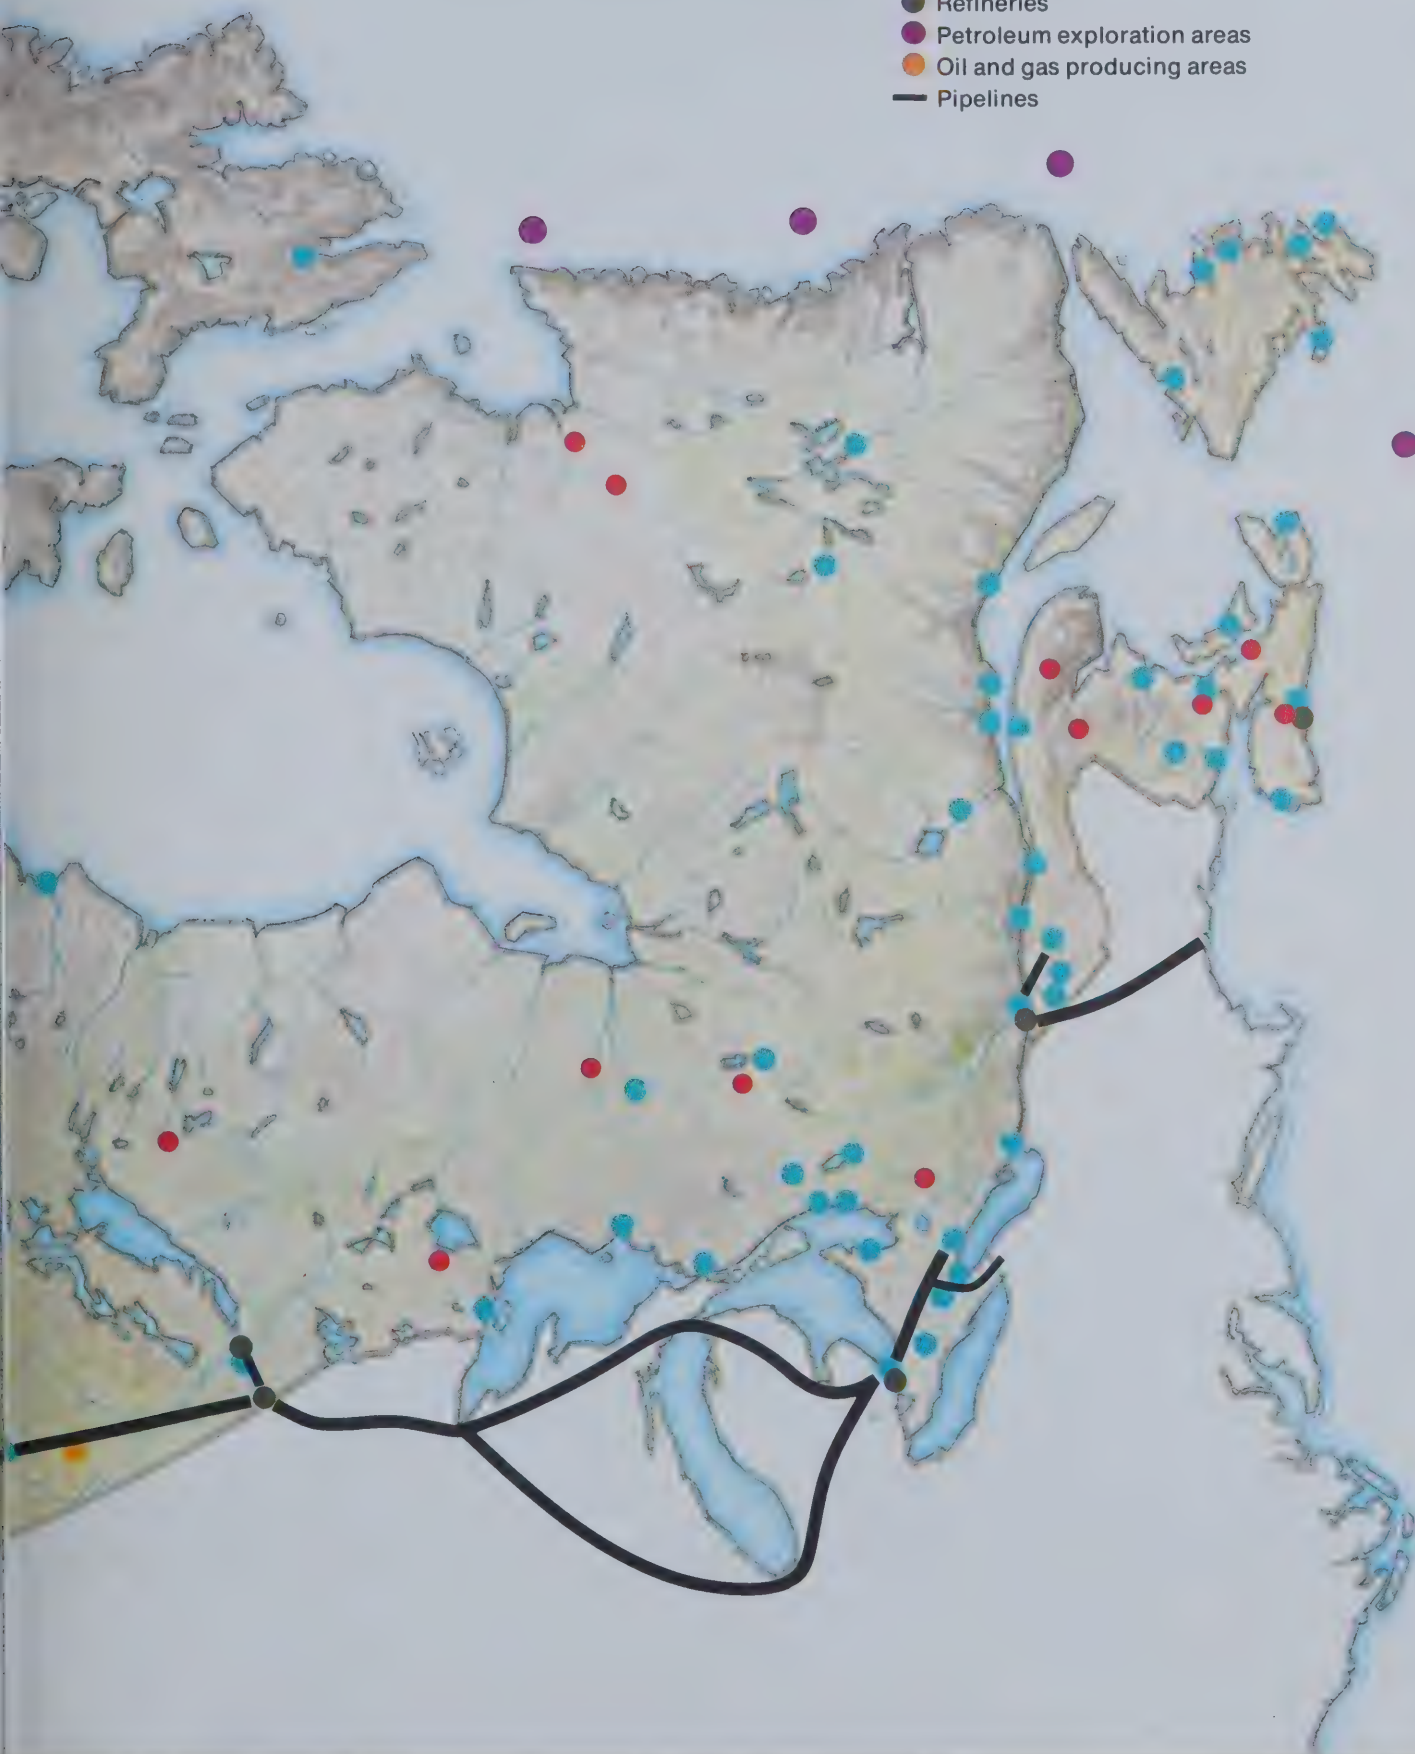 Refineries
Petroleum exploration areas
Oil and gas producing areas
Pipelines